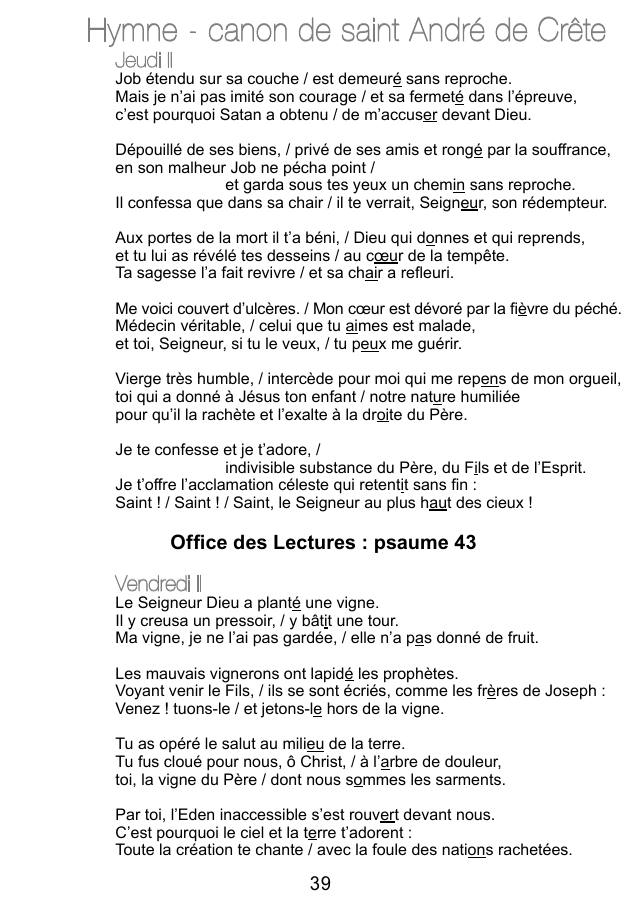 Hymne - canon de saint André de Crête
Jeudi II
Job étendu sur sa couche / est demeuré sans reproche.
Mais je n’ai pas imité son courage / et sa fermeté dans l’épreuve,
c’est pourquoi Satan a obtenu / de m’accuser devant Dieu.
Dépouillé de ses biens, / privé de ses amis et rongé par la souffrance,
en son malheur Job ne pécha point /
et garda sous tes yeux un chemin sans reproche.
Il confessa que dans sa chair / il te verrait, Seigneur, son rédempteur.
Aux portes de la mort il t’a béni, / Dieu qui donnes et qui reprends,
et tu lui as révélé tes desseins / au cœur de la tempête.
Ta sagesse l’a fait revivre / et sa chair a refleuri.
Me voici couvert d’ulcères. / Mon cœur est dévoré par la fièvre du péché.
Médecin véritable, / celui que tu aimes est malade,
et toi, Seigneur, si tu le veux, / tu peux me guérir.
Vierge très humble, / intercède pour moi qui me repens de mon orgueil,
toi qui a donné à Jésus ton enfant / notre nature humiliée
pour qu’il la rachète et l’exalte à la droite du Père.
Je te confesse et je t’adore, /
indivisible substance du Père, du Fils et de l’Esprit.
Je t’offre l’acclamation céleste qui retentit sans fin :
Saint ! / Saint ! / Saint, le Seigneur au plus haut des cieux !
Office des Lectures : psaume 43
Vendredi II
Le Seigneur Dieu a planté une vigne.
Il y creusa un pressoir, / y bâtit une tour.
Ma vigne, je ne l’ai pas gardée, / elle n’a pas donné de fruit.
Les mauvais vignerons ont lapidé les prophètes.
Voyant venir le Fils, / ils se sont écriés, comme les frères de Joseph :
Venez ! tuons-le / et jetons-le hors de la vigne.
Tu as opéré le salut au milieu de la terre.
Tu fus cloué pour nous, ô Christ, / à l’arbre de douleur,
toi, la vigne du Père / dont nous sommes les sarments.
Par toi, l’Eden inaccessible s’est rouvert devant nous.
C’est pourquoi le ciel et la terre t’adorent :
Toute la création te chante / avec la foule des nations rachetées.
39